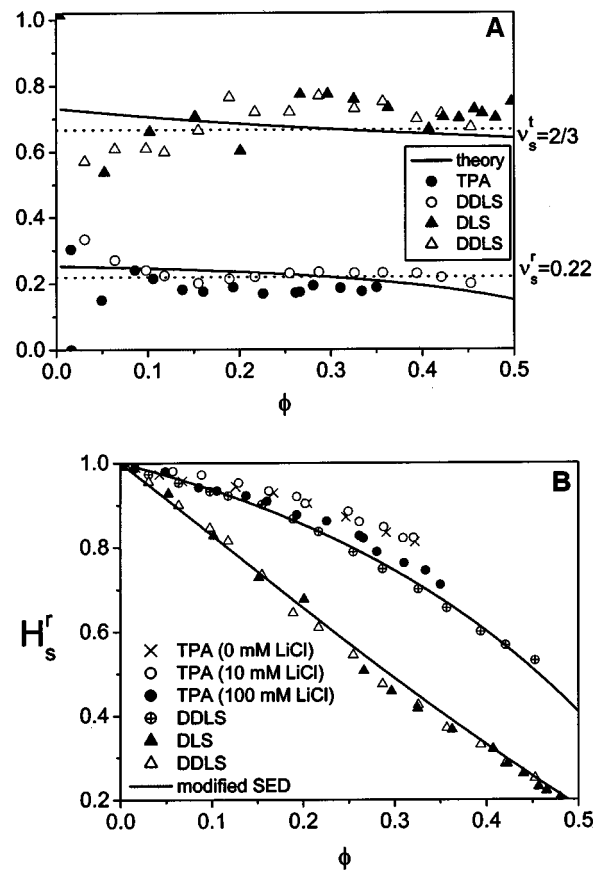 A
1.0
0.8
0.6
0.4
0.2
0.0
ν_s^t=2/3
theory
TPA
DDLS
DLS
DDLS
ν_s^r=0.22
0.0 0.1 0.2 0.3 0.4 0.5
ϕ
B
1.0
0.8
0.6
0.4
0.2
H_s^r
TPA (0 mM LiCl)
TPA (10 mM LiCl)
TPA (100 mM LiCl)
DDLS
DLS
DDLS
modified SED
0.0 0.1 0.2 0.3 0.4 0.5
ϕ